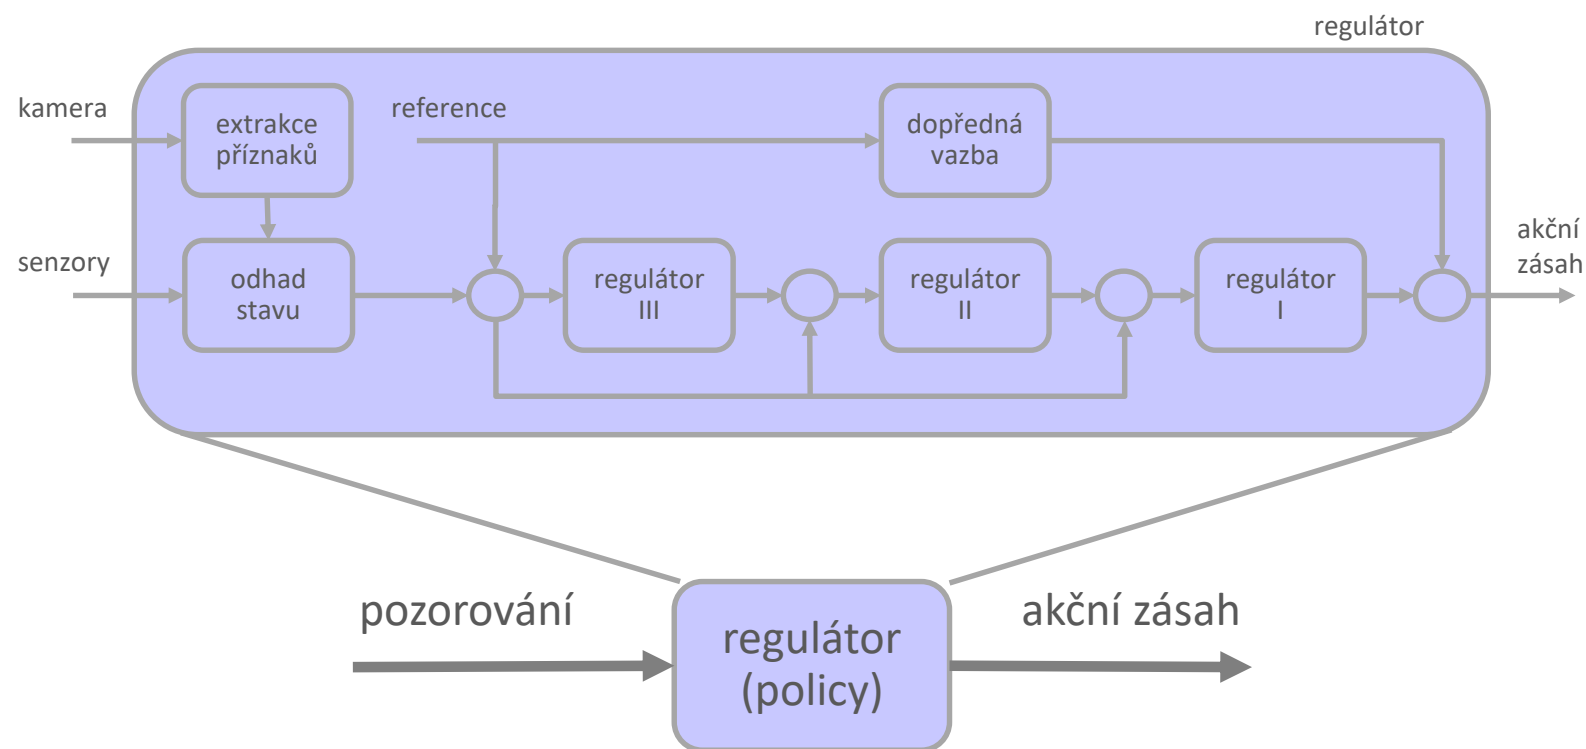 regulátor
kamera
extrakce
příznaků
reference
dopředná
vazba
senzory
odhad
stavu
regulátor
III
regulátor
II
regulátor
I
akční
zásah
pozorování
regulátor
(policy)
akční zásah